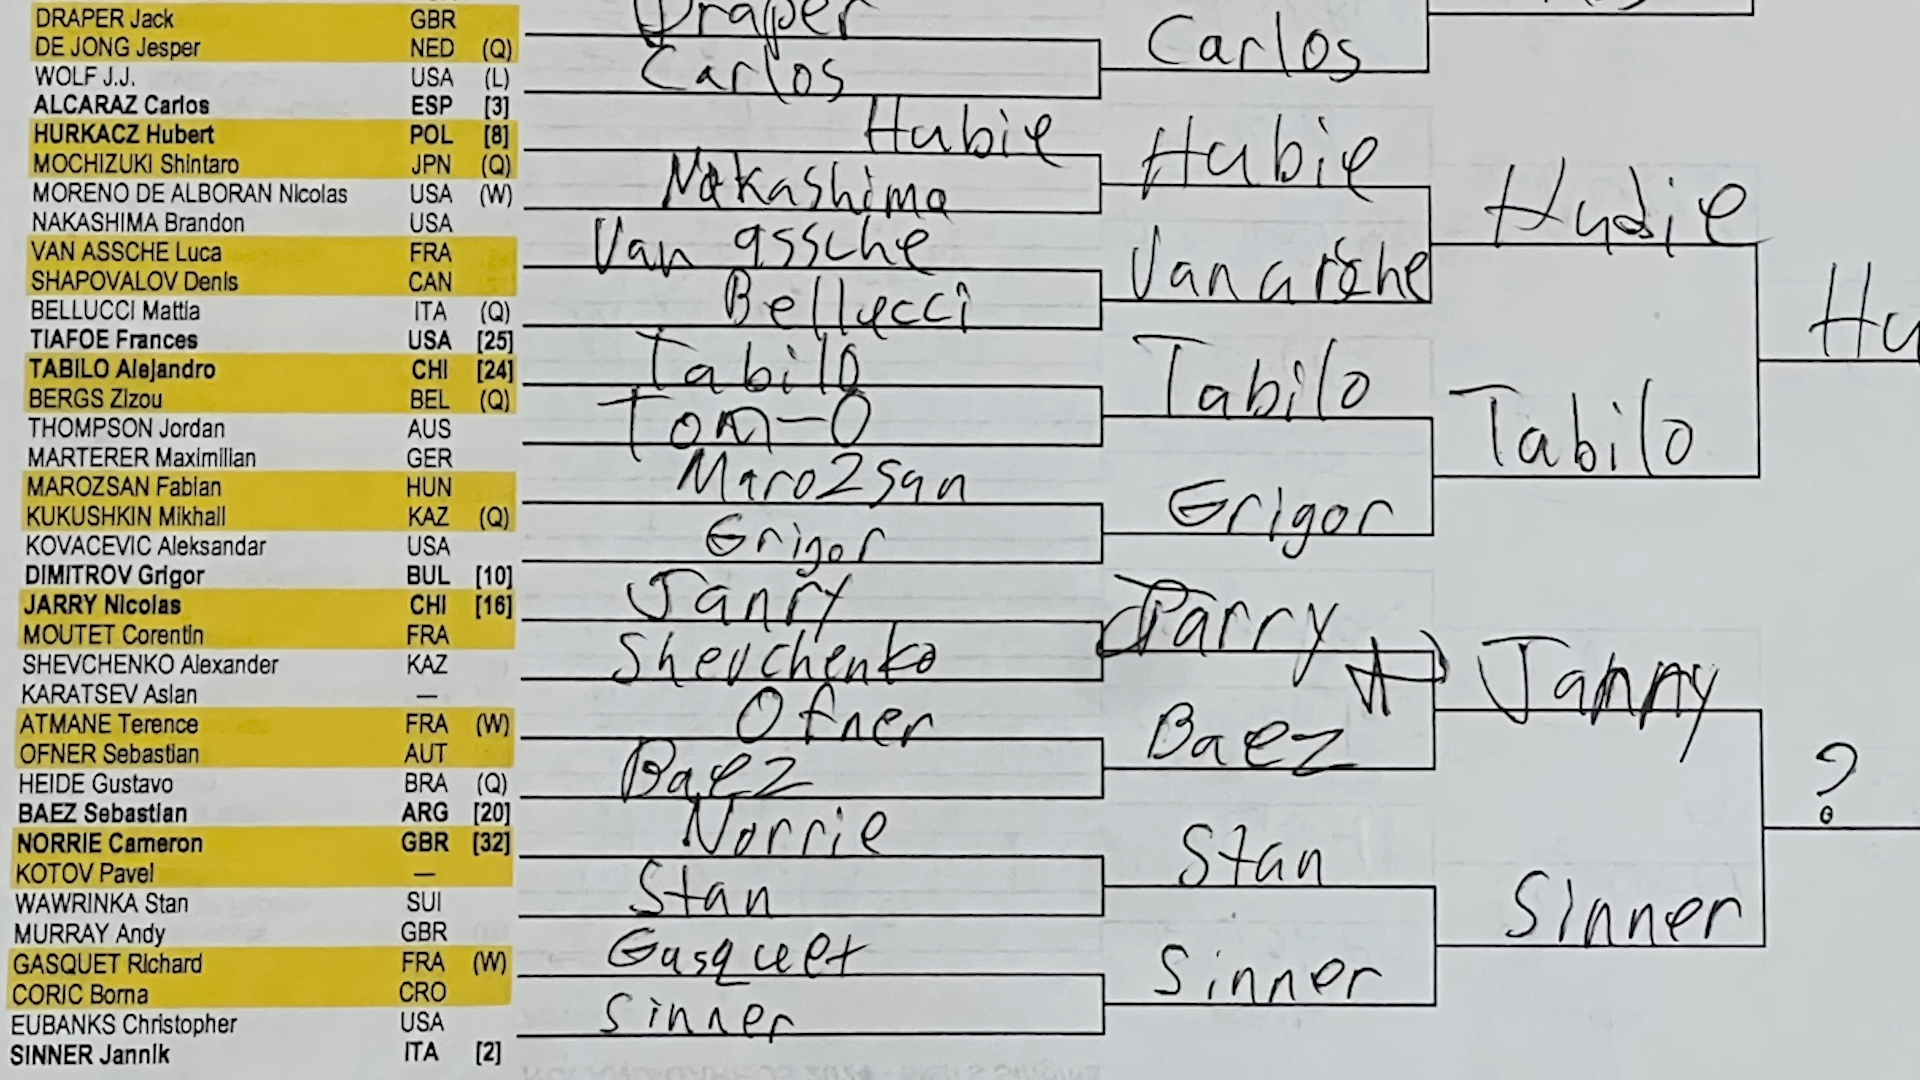 DRAPER Jack GBR
DE JONG Jesper NED (Q)
WOLF J.J. USA (L)
ALCARAZ Carlos ESP [3]
HURKACZ Hubert POL [8]
MOCHIZUKI Shintaro JPN (Q)
MORENO DE ALBORAN Nicolas USA (W)
NAKASHIMA Brandon USA
VAN ASSCHE Luca FRA
SHAPOVALOV Denis CAN
BELLUCCI Mattia ITA (Q)
TIAFOE Frances USA [25]
TABILO Alejandro CHI [24]
BERGS Zizou BEL (Q)
THOMPSON Jordan AUS
MARTERER Maximilian GER
MAROZSAN Fabian HUN
KUKUSHKIN Mikhail KAZ (Q)
KOVACEVIC Aleksandar USA
DIMITROV Grigor BUL [10]
JARRY Nicolas CHI [16]
MOUTET Corentin FRA
SHEVCHENKO Alexander KAZ
KARATSEV Aslan —
ATMANE Terence FRA (W)
OFNER Sebastian AUT
HEIDE Gustavo BRA (Q)
BAEZ Sebastian ARG [20]
NORRIE Cameron GBR [32]
KOTOV Pavel —
WAWRINKA Stan SUI
MURRAY Andy GBR
GASQUET Richard FRA (W)
CORIC Borna CRO
EUBANKS Christopher USA
SINNER Jannik ITA [2]
Draper
Carlos
Hubie
Nakashima
Van assche
Bellucci
Tabilo
Tom-O
Marozsan
Grigor
Janry
Shevchenko
Ofner
Baez
Norrie
Stan
Gasquet
Sinner
Carlos
Hubie
Van
Tabilo
Grigor
Jarry
Baez
Stan
Sinner
Hubie
Tabilo
Sinner
Hu
?